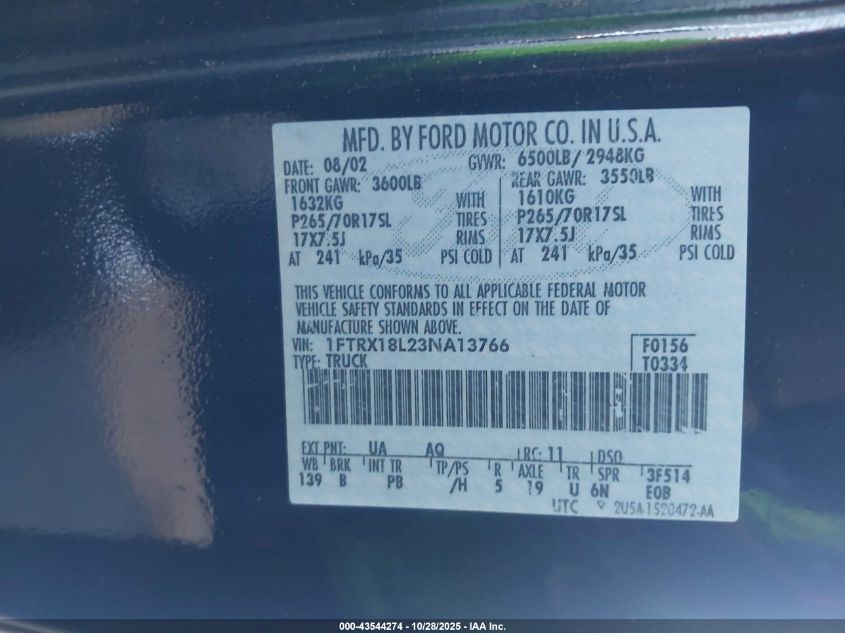 MFD. BY FORD MOTOR CO. IN U.S.A.
DATE: 08/02 GVWR: 6500LB/ 2948KG
FRONT GAWR: 3600LB REAR GAWR: 3550LB
1632KG WITH 1610KG WITH
P265/70R17SL TIRES P265/70R17SL TIRES
17X7.5J RIMS 17X7.5J RIMS
AT 241 kPa/35 PSI COLD AT 241 kPa/35 PSI COLD
THIS VEHICLE CONFORMS TO ALL APPLICABLE FEDERAL MOTOR
VEHICLE SAFETY STANDARDS IN EFFECT ON THE DATE OF
MANUFACTURE SHOWN ABOVE.
VIN: 1FTRX18L23NA13766 F0156
TYPE: TRUCK T0334
EXT PNT: UA AQ RC: 11 DSO
WB BRK INT TR TP/PS R AXLE TR SPR 3F514
139 B PB /H 5 19 U 6N EOB
UTC 2U5A-1520472-AA
000-43544274 | 10/28/2025 - IAA Inc.